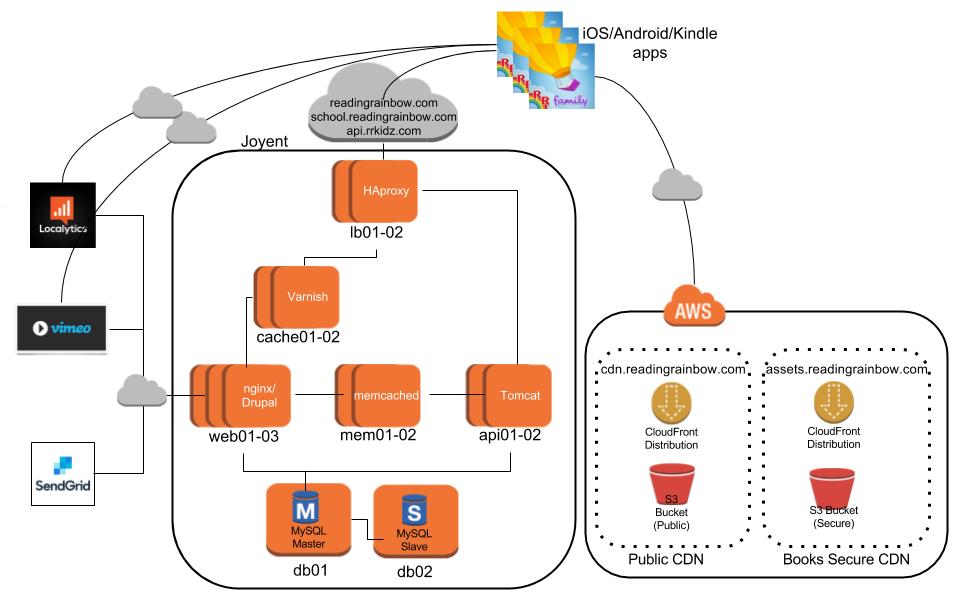 iOS/Android/Kindle
apps
R
R
RR
family
readingrainbow.com
school.readingrainbow.com
api.rrkidz.com
Joyent
HAproxy
lb01-02
Localytics
Varnish
cache01-02
vimeo
AWS
cdn.readingrainbow.com
assets.readingrainbow.com
nginx/
Drupal
memcached
Tomcat
web01-03
mem01-02
api01-02
CloudFront
Distribution
CloudFront
Distribution
SendGrid
M
MySQL
Master
S
MySQL
Slave
S3
Bucket
(Public)
S3 Bucket
(Secure)
db01
db02
Public CDN
Books Secure CDN